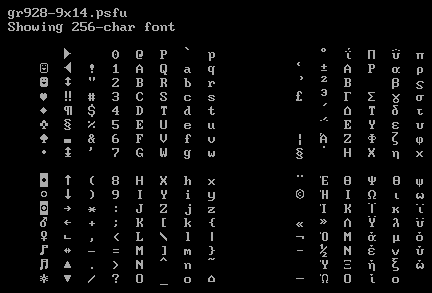 gr928-9x14.psfu
Showing 256-char font
► 0 @ P ` p ° ΐ Π ΰ π
☺ ◄ ! 1 A Q a q ‘ ± Α Ρ α ρ
☻ ↕ " 2 B R b r ’ ² Β β ς
♥ ‼ # 3 C S c s £ ³ Γ Σ γ σ
♦ ¶ $ 4 D T d t ΄ Δ Τ δ τ
♣ § % 5 E U e u ΅ Ε Υ ε υ
♠ ▬ & 6 F V f v ¦ Ά Ζ Φ ζ φ
• ↨ ' 7 G W g w § · Η Χ η χ
◘ ↑ ( 8 H X h x ¨ Έ Θ Ψ θ ψ
○ ↓ ) 9 I Y i y © Ή Ι Ω ι ω
◙ → * : J Z j z Ί Κ Ϊ κ ϊ
♂ ← + ; K [ k { « » Λ Ϋ λ ϋ
♀ ∟ , < L \ l | ¬ Ό Μ ά μ ό
♪ ↔ - = M ] m } - ½ Ν έ ν ύ
♫ ▲ . > N ^ n ~ Ύ Ξ ή ξ ώ
☼ ▼ / ? O _ o ⌂ ― Ώ Ο ί ο